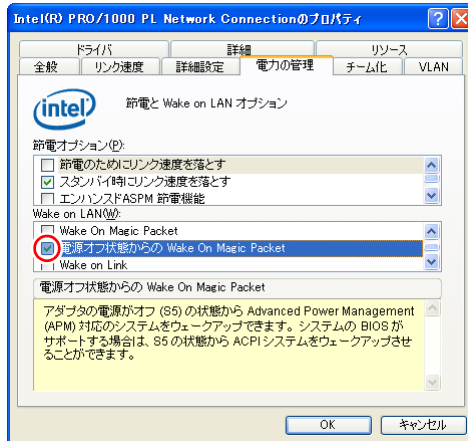 Intel(R) PRO/1000 PL Network Connectionのプロパティ
ドライバ 詳細 リソース
全般 リンク速度 詳細設定 電力の管理 チーム化 VLAN
intel
節電と Wake on LAN オプション
節電オプション(P):
節電のためにリンク速度を落とす
スタンバイ時にリンク速度を落とす
エンハンスドASPM 節電機能
Wake on LAN(W):
Wake On Magic Packet
電源オフ状態からの Wake On Magic Packet
Wake on Link
電源オフ状態からの Wake On Magic Packet
アダプタの電源がオフ (S5) の状態から Advanced Power Management
(APM) 対応のシステムをウェークアップできます。システムの BIOS が
サポートする場合は、S5 の状態から ACPI システムをウェークアップさせ
ることができます。
OK キャンセル